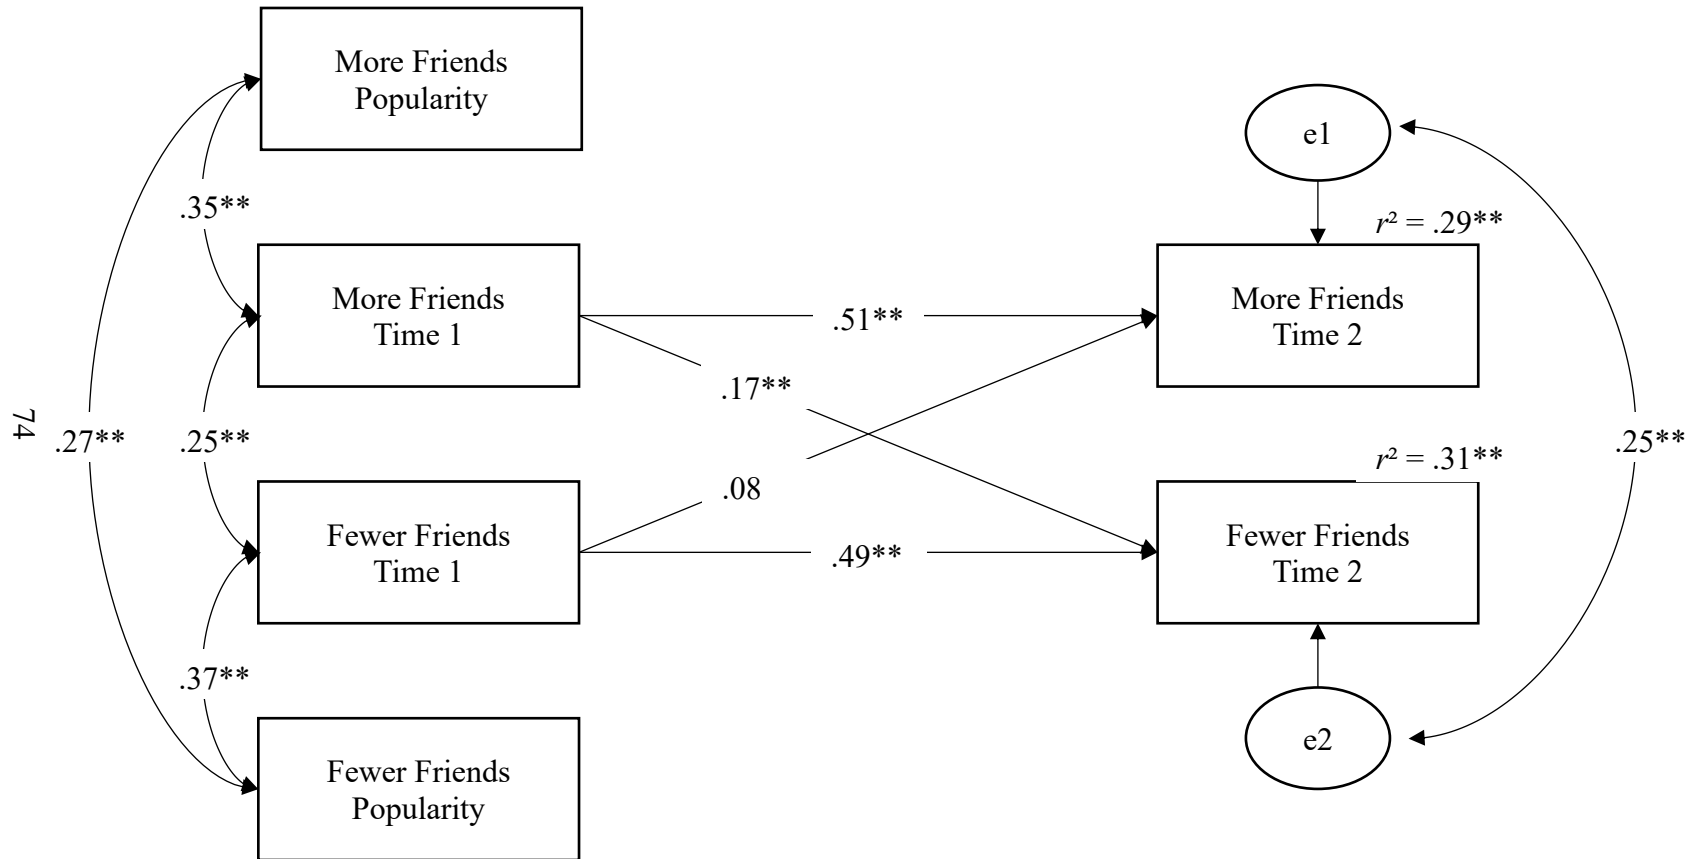 More Friends
Popularity
e1
.35**
r² = .29**
More Friends
Time 1
.51**
More Friends
Time 2
.17**
74
.27**
.25**
.25**
r² = .31**
.08
Fewer Friends
Time 1
.49**
Fewer Friends
Time 2
.37**
e2
Fewer Friends
Popularity